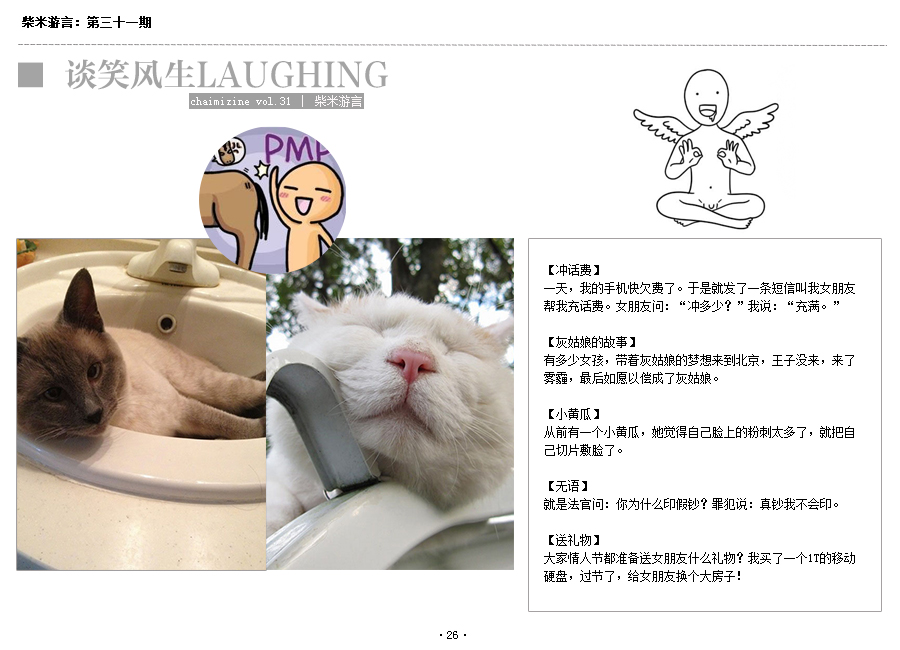 柴米游言：第三十一期
谈笑风生LAUGHING
chaimizine vol.31 ｜ 柴米游言
PMP
【冲话费】
一天，我的手机快欠费了。于是就发了一条短信叫我女朋友
帮我充话费。女朋友问：“冲多少？”我说：“充满。”
【灰姑娘的故事】
有多少女孩，带着灰姑娘的梦想来到北京，王子没来，来了
雾霾，最后如愿以偿成了灰姑娘。
【小黄瓜】
从前有一个小黄瓜，她觉得自己脸上的粉刺太多了，就把自
己切片敷脸了。
【无语】
就是法官问：你为什么印假钞？罪犯说：真钞我不会印。
【送礼物】
大家情人节都准备送女朋友什么礼物？我买了一个1T的移动
硬盘，过节了，给女朋友换个大房子！
· 26 ·